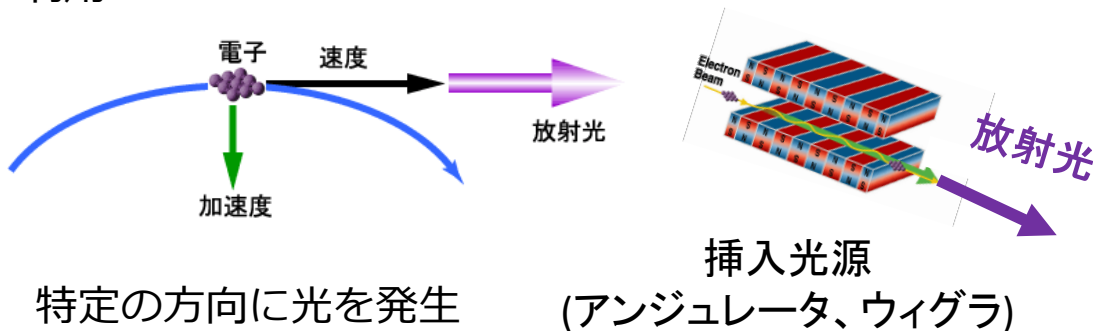 電子
速度
放射光
加速度
特定の方向に光を発生
Electron
Beam
放射光
挿入光源
(アンジュレータ、ウィグラ)